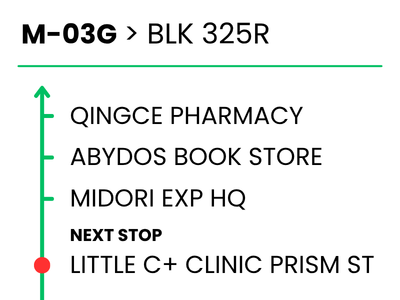 M-03G > BLK 325R
QINGCE PHARMACY
ABYDOS BOOK STORE
MIDORI EXP HQ
NEXT STOP
LITTLE C+ CLINIC PRISM ST